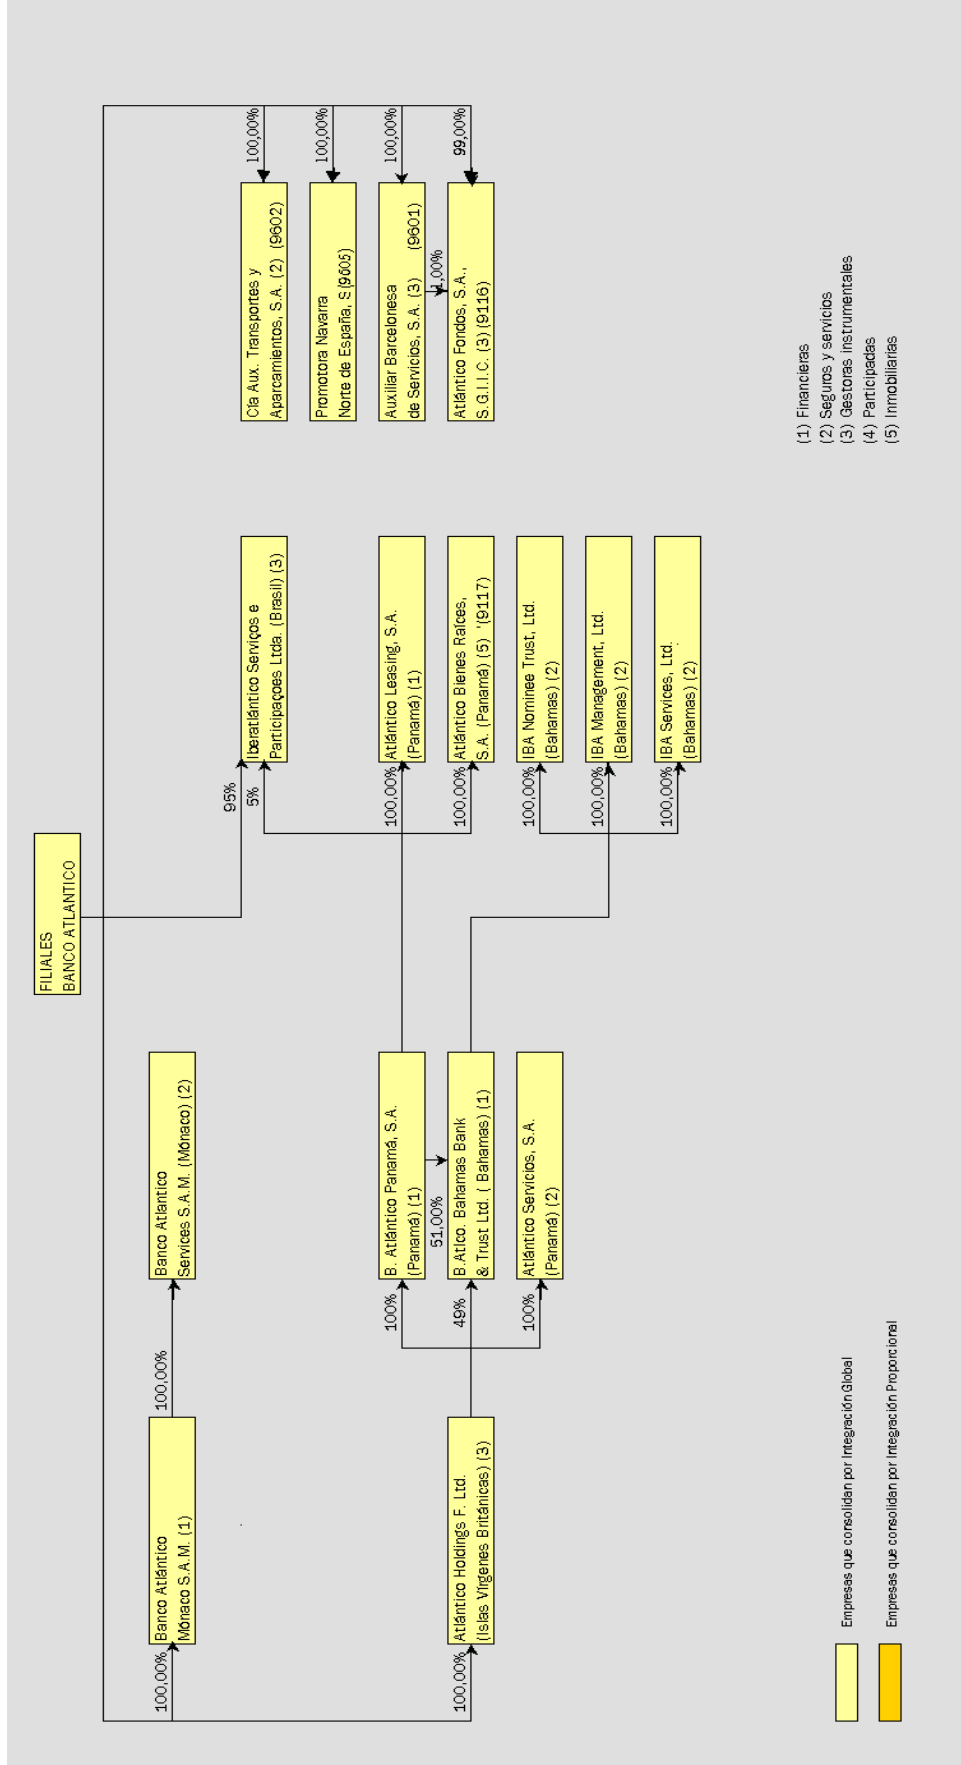 FILIALES
BANCO ATLANTICO
100,00%
Banco Atlántico
Mónaco S.A.M. (1)
100,00%
Banco Atlantico
Services S.A.M. (Mónaco) (2)
95%
5%
Iberatlántico Serviços e
Participaçoes Ltda. (Brasil) (3)
100,00%
Cía Aux. Transportes y
Aparcamientos, S.A. (2) (9602)
100,00%
Promotora Navarra
Norte de España, S (9605)
100,00%
Auxiliar Barcelonesa
de Servicios, S.A. (3) (9601)
1,00%
99,00%
Atlántico Fondos, S.A.,
S.G.I.I.C. (3) (9116)
100,00%
Atlántico Holdings F. Ltd.
(Islas Vírgenes Británicas) (3)
100%
B. Atlántico Panamá, S.A.
(Panamá) (1)
51,00%
49%
B.Atlco. Bahamas Bank
& Trust Ltd. ( Bahamas) (1)
100%
Atlántico Servicios, S.A.
(Panamá) (2)
100,00%
Atlántico Leasing, S.A.
(Panamá) (1)
100,00%
Atlántico Bienes Raíces,
S.A. (Panamá) (5) '(9117)
100,00%
IBA Nominee Trust, Ltd.
(Bahamas) (2)
100,00%
IBA Management, Ltd.
(Bahamas) (2)
100,00%
IBA Services, Ltd.
(Bahamas) (2)
Empresas que consolidan por Integración Global
Empresas que consolidan por Integración Proporcional
(1) Financieras
(2) Seguros y servicios
(3) Gestoras instrumentales
(4) Participadas
(5) Inmobiliarias